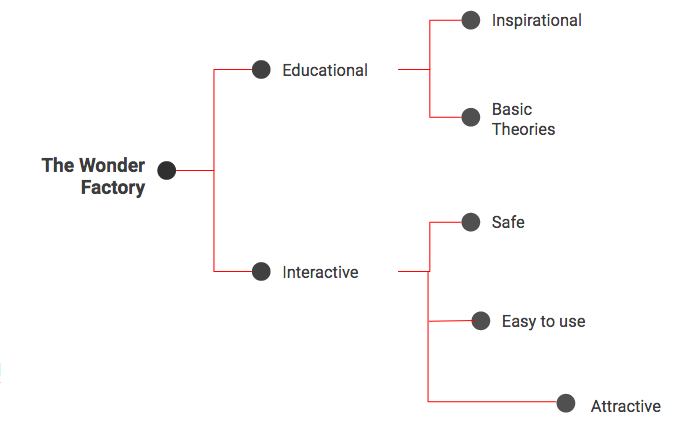 The Wonder
Factory
Educational
Inspirational
Basic
Theories
Interactive
Safe
Easy to use
Attractive